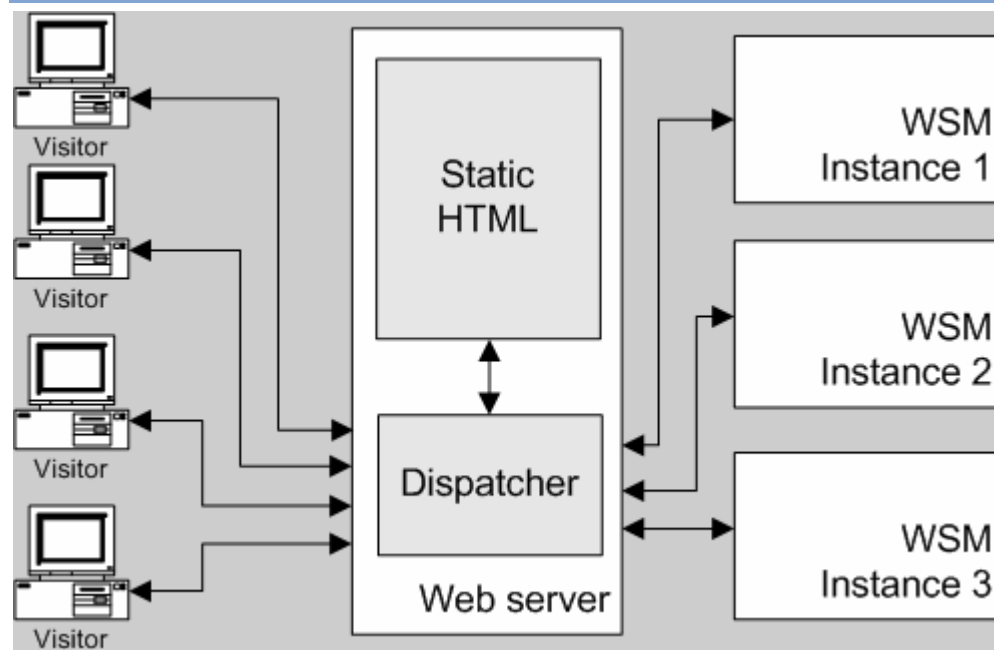 Visitor
Visitor
Visitor
Visitor
Static
HTML
Dispatcher
Web server
WSM
Instance 1
WSM
Instance 2
WSM
Instance 3